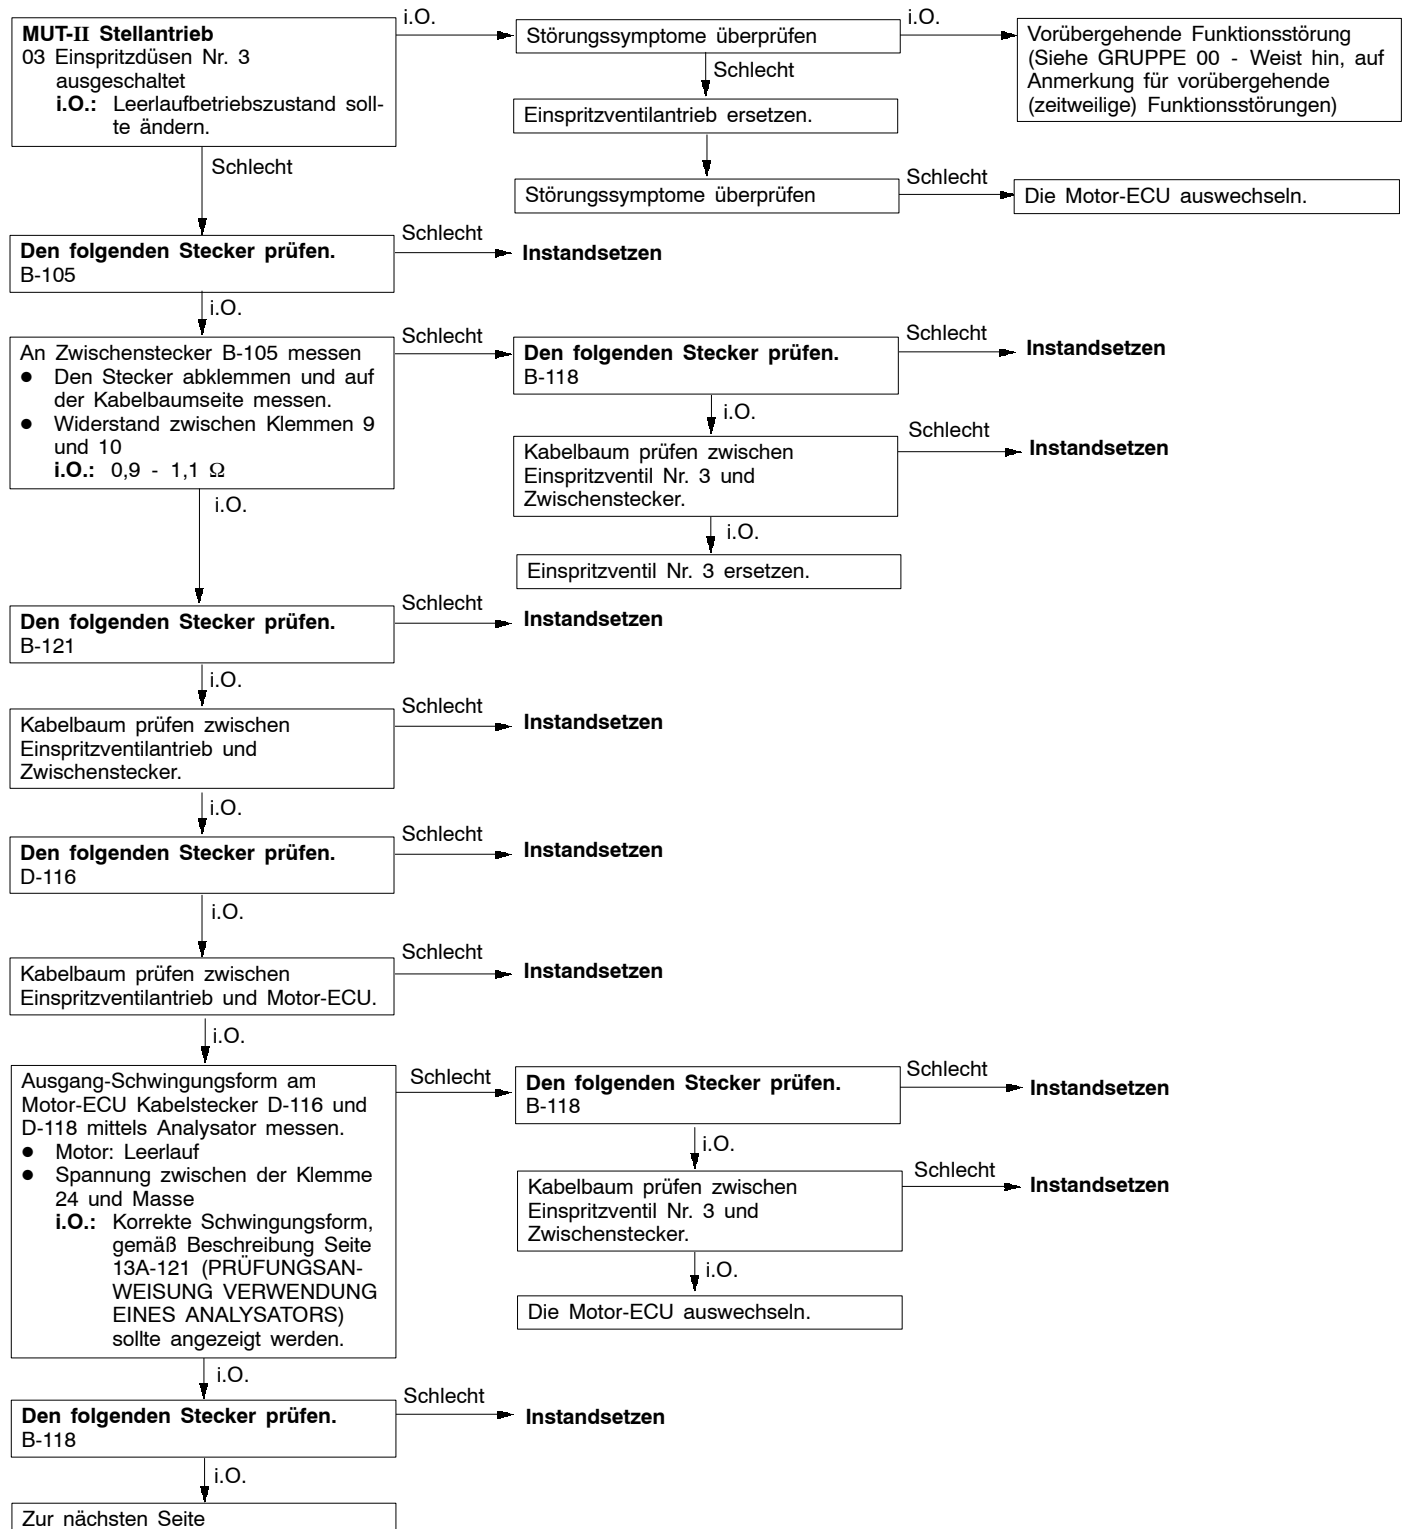 MUT-II Stellantrieb
03 Einspritzdüsen Nr. 3
ausgeschaltet
i.O.: Leerlaufbetriebszustand soll-
te ändern.
i.O.
Störungssymptome überprüfen
i.O.
Vorübergehende Funktionsstörung
(Siehe GRUPPE 00 - Weist hin, auf
Anmerkung für vorübergehende
(zeitweilige) Funktionsstörungen)
Schlecht
Einspritzventilantrieb ersetzen.
Störungssymptome überprüfen
Schlecht
Die Motor-ECU auswechseln.
Schlecht
Den folgenden Stecker prüfen.
B-105
Schlecht
Instandsetzen
i.O.
An Zwischenstecker B-105 messen
● Den Stecker abklemmen und auf
der Kabelbaumseite messen.
● Widerstand zwischen Klemmen 9
und 10
i.O.: 0,9 - 1,1 Ω
Schlecht
Den folgenden Stecker prüfen.
B-118
Schlecht
Instandsetzen
i.O.
Kabelbaum prüfen zwischen
Einspritzventil Nr. 3 und
Zwischenstecker.
Schlecht
Instandsetzen
i.O.
Einspritzventil Nr. 3 ersetzen.
i.O.
Den folgenden Stecker prüfen.
B-121
Schlecht
Instandsetzen
i.O.
Kabelbaum prüfen zwischen
Einspritzventilantrieb und
Zwischenstecker.
Schlecht
Instandsetzen
i.O.
Den folgenden Stecker prüfen.
D-116
Schlecht
Instandsetzen
i.O.
Kabelbaum prüfen zwischen
Einspritzventilantrieb und Motor-ECU.
Schlecht
Instandsetzen
i.O.
Ausgang-Schwingungsform am
Motor-ECU Kabelstecker D-116 und
D-118 mittels Analysator messen.
● Motor: Leerlauf
● Spannung zwischen der Klemme
24 und Masse
i.O.: Korrekte Schwingungsform,
gemäß Beschreibung Seite
13A-121 (PRÜFUNGSAN-
WEISUNG VERWENDUNG
EINES ANALYSATORS)
sollte angezeigt werden.
Schlecht
Den folgenden Stecker prüfen.
B-118
Schlecht
Instandsetzen
i.O.
Kabelbaum prüfen zwischen
Einspritzventil Nr. 3 und
Zwischenstecker.
Schlecht
Instandsetzen
i.O.
Die Motor-ECU auswechseln.
i.O.
Den folgenden Stecker prüfen.
B-118
Schlecht
Instandsetzen
i.O.
Zur nächsten Seite